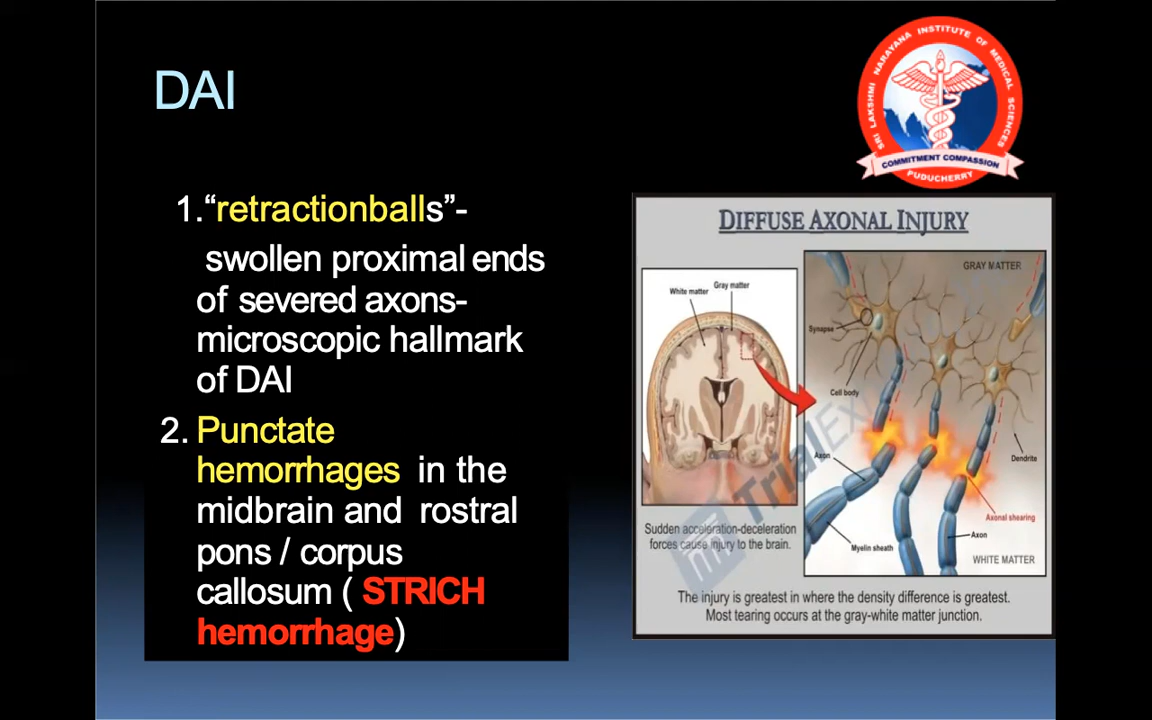 DAI
SRI LAKSHMI NARAYANA INSTITUTE OF MEDICAL SCIENCES
COMMITMENT COMPASSION
PUDUCHERRY
1.“retractionballs”-
swollen proximal ends
of severed axons-
microscopic hallmark
of DAI
2. Punctate
hemorrhages in the
midbrain and rostral
pons / corpus
callosum ( STRICH
hemorrhage)
DIFFUSE AXONAL INJURY
White matter
Gray matter
GRAY MATTER
Synapse
Cell body
Axon
Dendrite
Axonal shearing
Axon
Myelin sheath
WHITE MATTER
Sudden acceleration-deceleration
forces cause injury to the brain.
The injury is greatest in where the density difference is greatest.
Most tearing occurs at the gray-white matter junction.